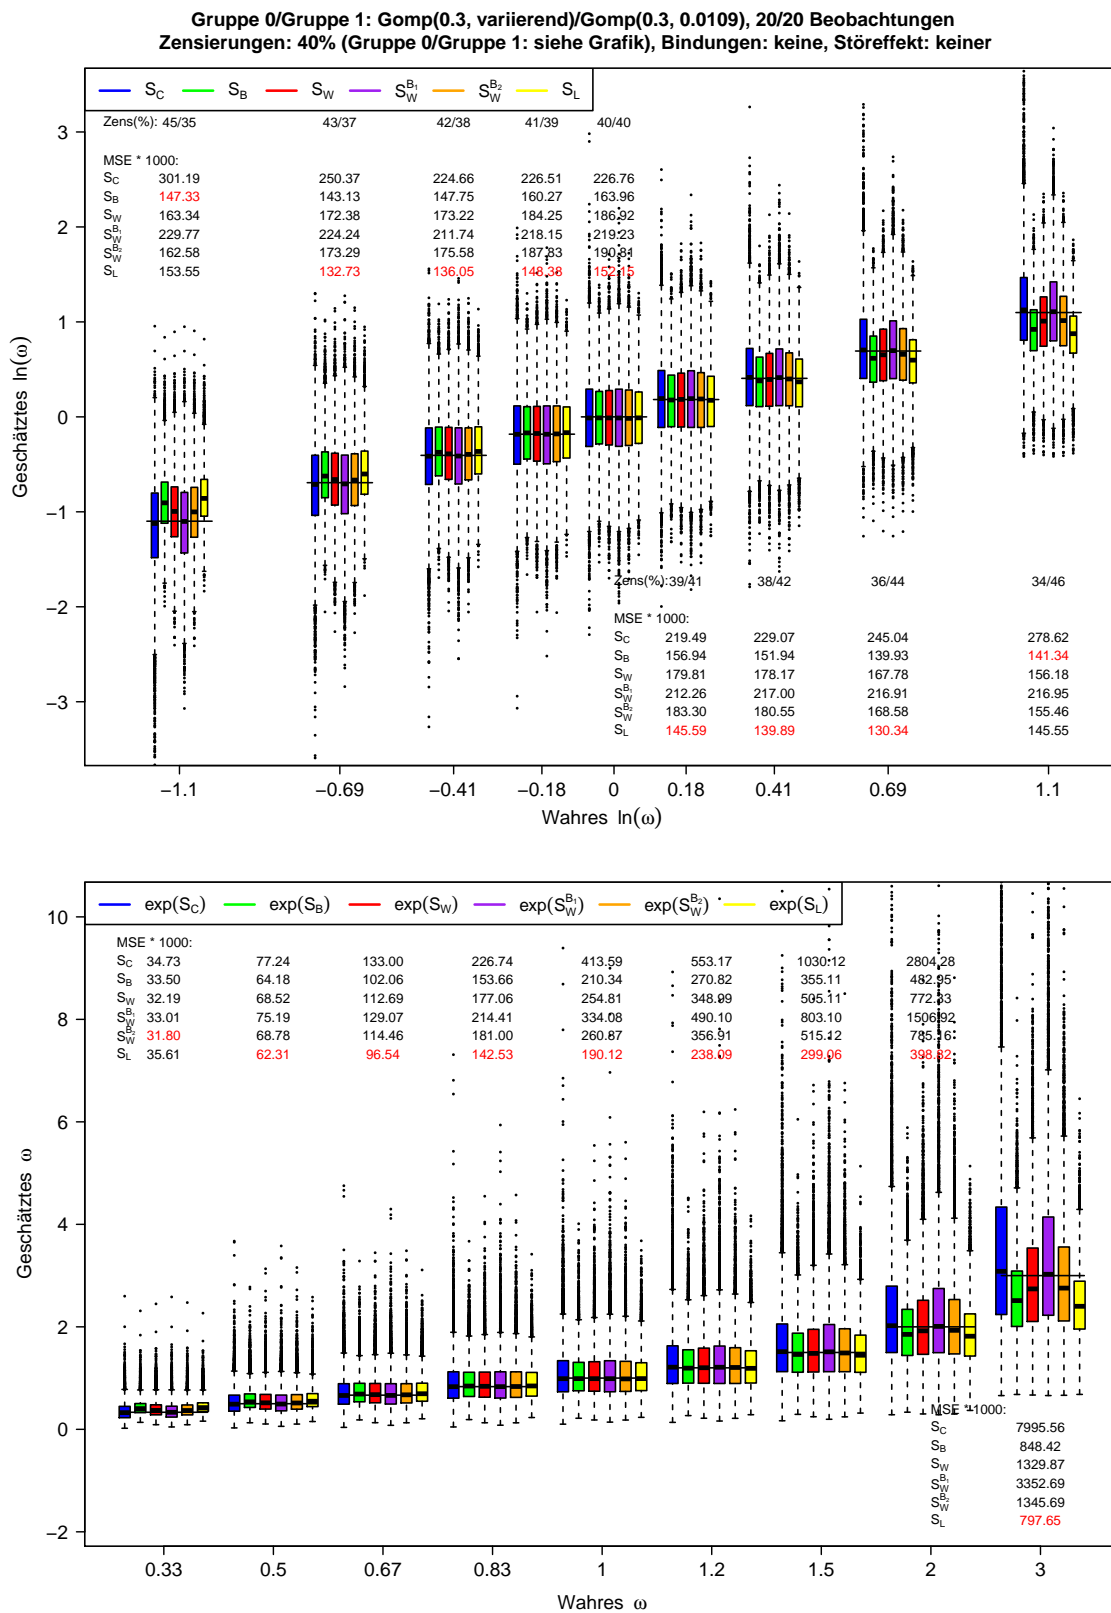 Gruppe 0/Gruppe 1: Gomp(0.3, variierend)/Gomp(0.3, 0.0109), 20/20 Beobachtungen
Zensierungen: 40% (Gruppe 0/Gruppe 1: siehe Grafik), Bindungen: keine, Störeffekt: keiner
S_C S_B S_W S_W^B₁ S_W^B₂ S_L
Zens(%): 45/35 43/37 42/38 41/39 40/40
MSE * 1000:
S_C 301.19 250.37 224.66 226.51 226.76
S_B 147.33 143.13 147.75 160.27 163.96
S_W 163.34 172.38 173.22 184.25 186.92
S_W^B₁ 229.77 224.24 211.74 218.15 219.23
S_W^B₂ 162.58 173.29 175.58 187.83 190.81
S_L 153.55 132.73 136.05 148.38 152.15
Zens(%): 39/41 38/42 36/44 34/46
MSE * 1000:
S_C 219.49 229.07 245.04 278.62
S_B 156.94 151.94 139.93 141.34
S_W 179.81 178.17 167.78 156.18
S_W^B₁ 212.26 217.00 216.91 216.95
S_W^B₂ 183.30 180.55 168.58 155.46
S_L 145.59 139.89 130.34 145.55
3
2
1
0
−1
−2
−3
Geschätztes ln(ω)
−1.1 −0.69 −0.41 −0.18 0 0.18 0.41 0.69 1.1
Wahres ln(ω)
exp(S_C) exp(S_B) exp(S_W) exp(S_W^B₁) exp(S_W^B₂) exp(S_L)
MSE * 1000:
S_C 34.73 77.24 133.00 226.74 413.59 553.17 1030.12 2804.28
S_B 33.50 64.18 102.06 153.66 210.34 270.82 355.11 482.95
S_W 32.19 68.52 112.69 177.06 254.81 348.99 505.11 772.33
S_W^B₁ 33.01 75.19 129.07 214.41 334.08 490.10 803.10 1506.92
S_W^B₂ 31.80 68.78 114.46 181.00 260.87 356.91 515.12 785.16
S_L 35.61 62.31 96.54 142.53 190.12 238.09 299.06 398.32
MSE * 1000:
S_C 7995.56
S_B 848.42
S_W 1329.87
S_W^B₁ 3352.69
S_W^B₂ 1345.69
S_L 797.65
10
8
6
4
2
0
−2
Geschätztes ω
0.33 0.5 0.67 0.83 1 1.2 1.5 2 3
Wahres ω